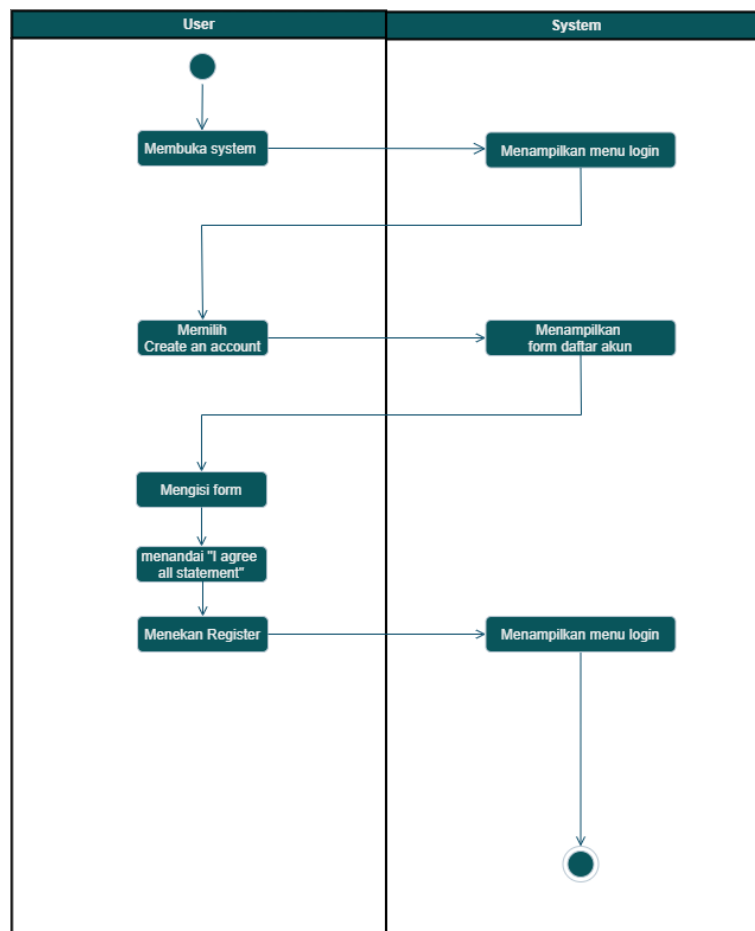 User
System
Membuka system
Menampilkan menu login
Memilih
Create an account
Menampilkan
form daftar akun
Mengisi form
menandai "I agree
all statement"
Menekan Register
Menampilkan menu login